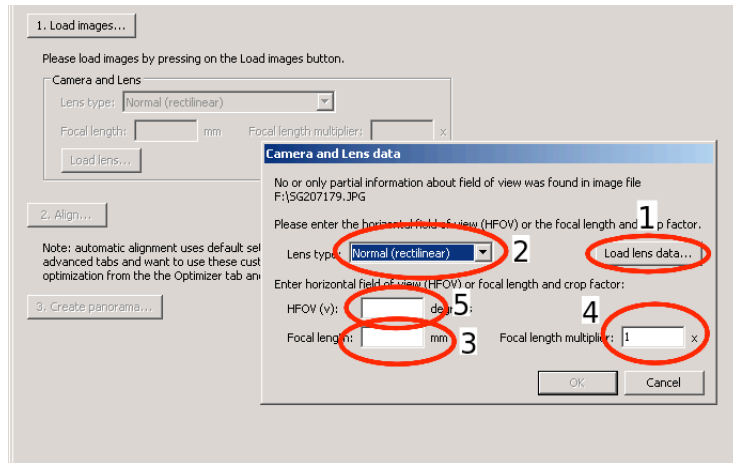 1. Load images...
Please load images by pressing on the Load images button.
Camera and Lens
Lens type: Normal (rectilinear)
Focal length: mm Focal length multiplier: x
Load lens...
2. Align...
Note: automatic alignment uses default
advanced tabs and want to use these
optimization from the the Optimizer tab
3. Create panorama...
Camera and Lens data
No or only partial information about field of view was found in image file
F:\SG207179.JPG
1
Please enter the horizontal field of view (HFOV) or the focal length and factor.
Lens type: Normal (rectilinear) 2 Load lens data...
Enter horizontal field of view (HFOV) or focal length and crop factor:
HFOV (v): 5 4
Focal length: mm 3 Focal length multiplier: 1 x
OK Cancel